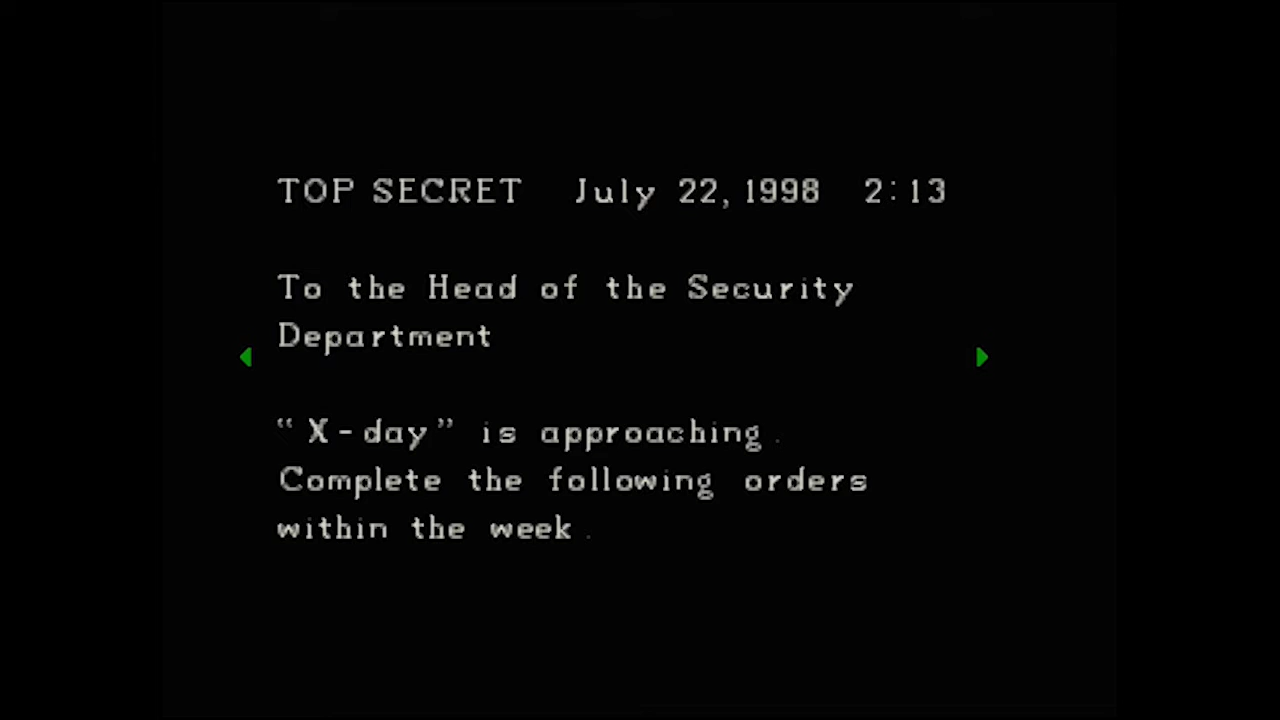 TOP SECRET July 22, 1998 2:13
To the Head of the Security
Department
“X-day” is approaching.
Complete the following orders
within the week.